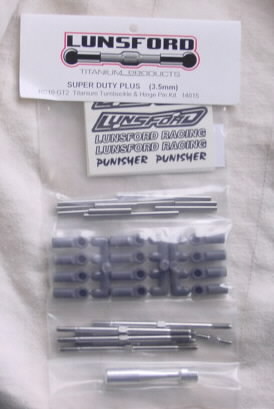 LUNSFORD
TITANIUM PRODUCTS
SUPER DUTY PLUS (3.5mm)
Titanium Turnbuckle & Hinge Pin Kit
LUNSFORD
LUNSFORD RACING
LUNSFORD RACING
PUNISHER PUNISHER